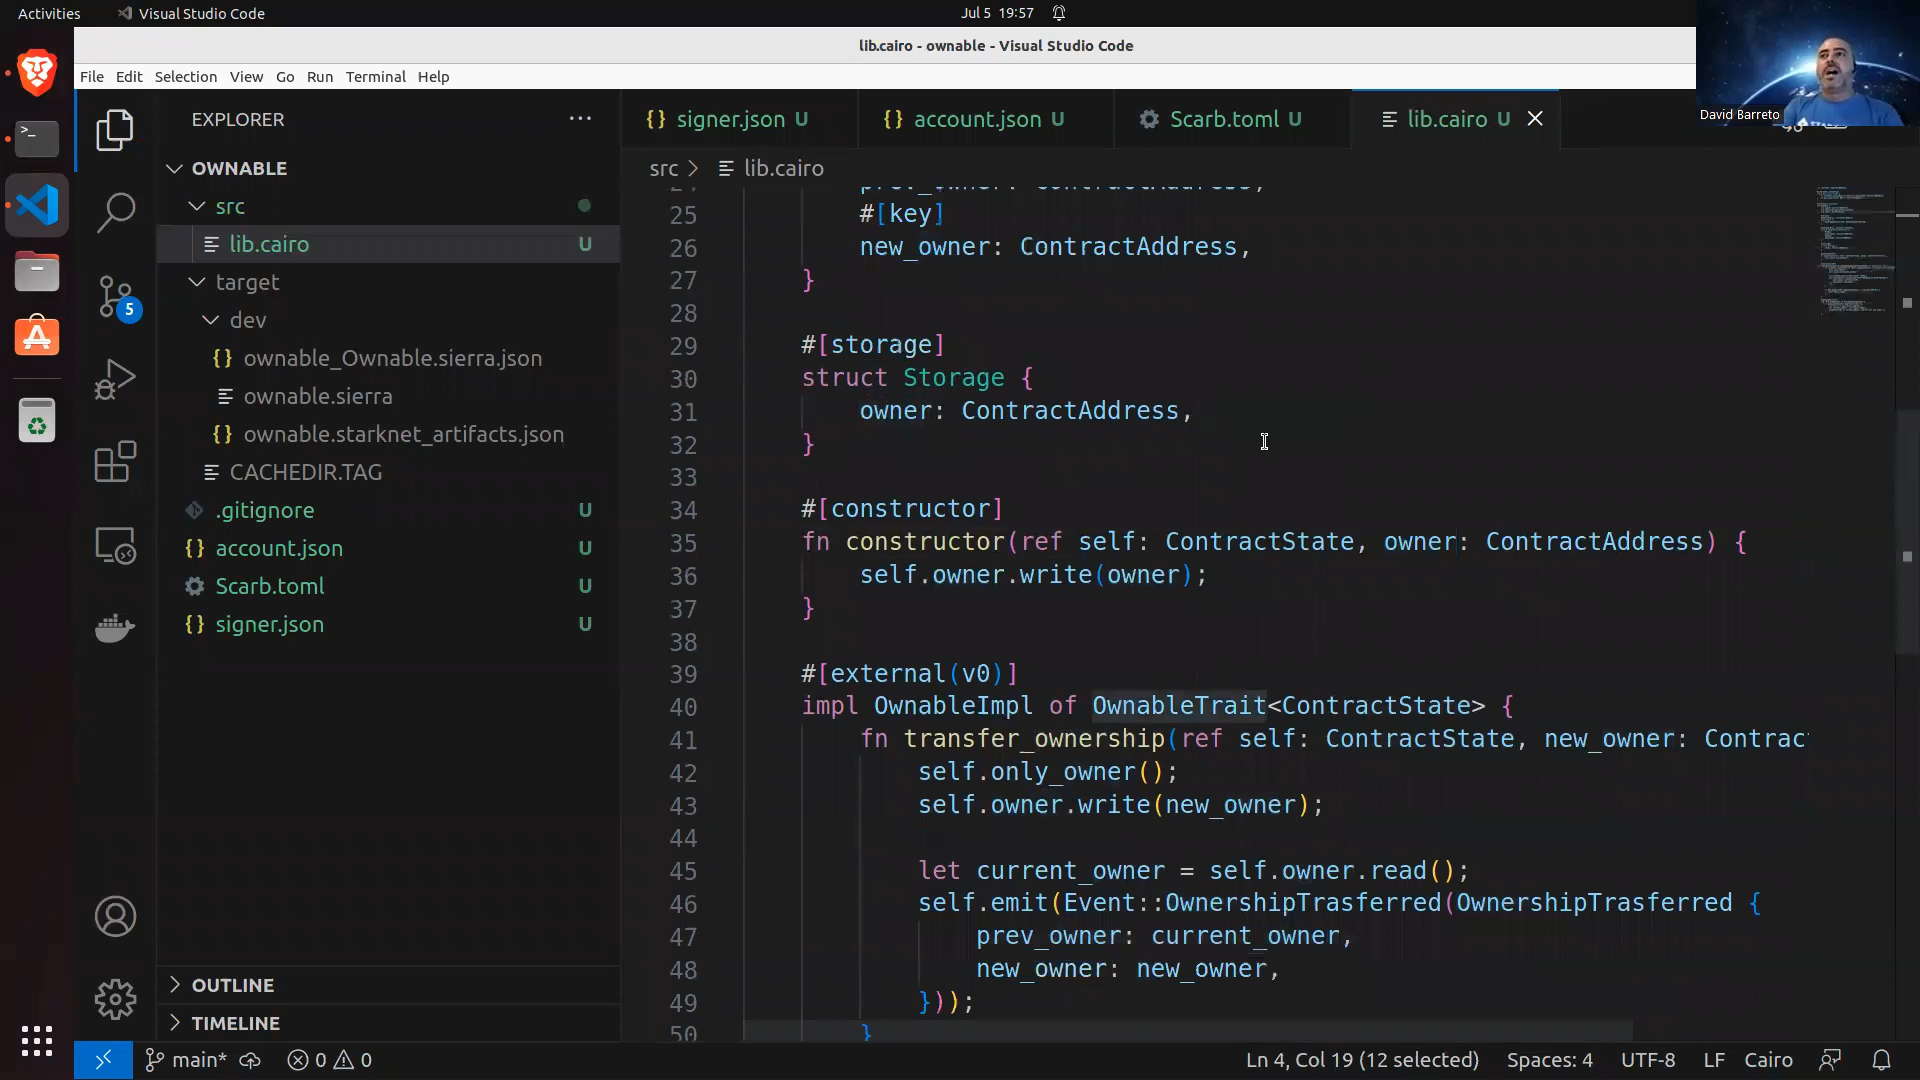 Activities
Visual Studio Code
Jul 5 19:57
lib.cairo - ownable - Visual Studio Code
File Edit Selection View Go Run Terminal Help
David Barreto
EXPLORER
OWNABLE
src
lib.cairo U
target
dev
ownable_Ownable.sierra.json
ownable.sierra
ownable.starknet_artifacts.json
CACHEDIR.TAG
.gitignore U
account.json U
Scarb.toml U
signer.json U
OUTLINE
TIMELINE
5
signer.json U
account.json U
Scarb.toml U
lib.cairo U
src > lib.cairo
24 prev_owner: ContractAddress,
25 #[key]
26 new_owner: ContractAddress,
27 }
28
29 #[storage]
30 struct Storage {
31 owner: ContractAddress,
32 }
33
34 #[constructor]
35 fn constructor(ref self: ContractState, owner: ContractAddress) {
36 self.owner.write(owner);
37 }
38
39 #[external(v0)]
40 impl OwnableImpl of OwnableTrait<ContractState> {
41 fn transfer_ownership(ref self: ContractState, new_owner: Contrac
42 self.only_owner();
43 self.owner.write(new_owner);
44
45 let current_owner = self.owner.read();
46 self.emit(Event::OwnershipTrasferred(OwnershipTrasferred {
47 prev_owner: current_owner,
48 new_owner: new_owner,
49 }));
50 }
main* 0 0
Ln 4, Col 19 (12 selected) Spaces: 4 UTF-8 LF Cairo